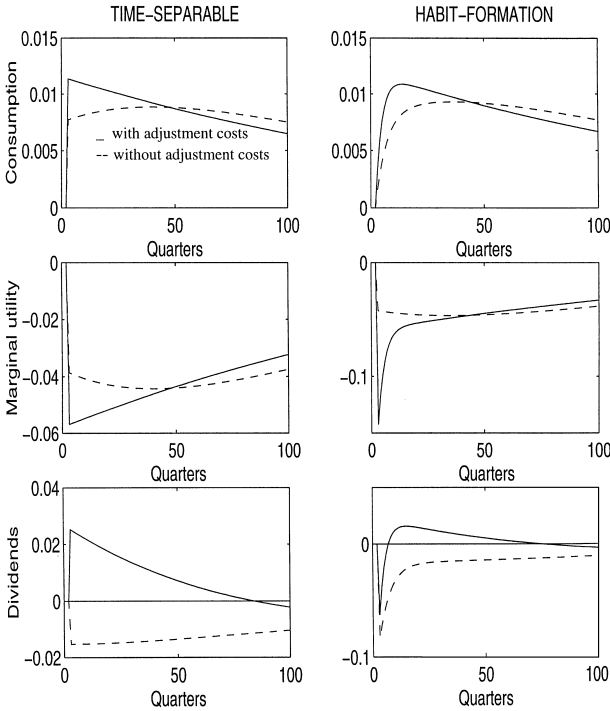 TIME-SEPARABLE
HABIT-FORMATION
0.015
0.01
0.005
0
Consumption
_ with adjustment costs
-- without adjustment costs
0 50 100
Quarters
0.015
0.01
0.005
0
0 50 100
Quarters
0
-0.02
-0.04
-0.06
Marginal utility
0 50 100
Quarters
0
-0.1
0 50 100
Quarters
0.04
0.02
0
-0.02
Dividends
0 50 100
Quarters
0
-0.1
0 50 100
Quarters